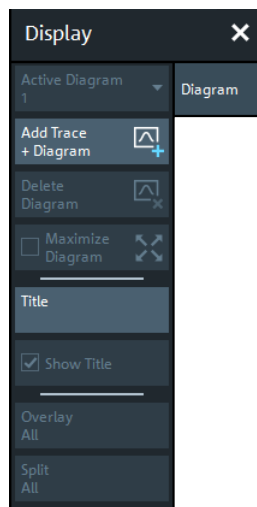 Display
Active Diagram
1
Diagram
Add Trace
+ Diagram
Delete
Diagram
Maximize
Diagram
Title
Show Title
Overlay
All
Split
All